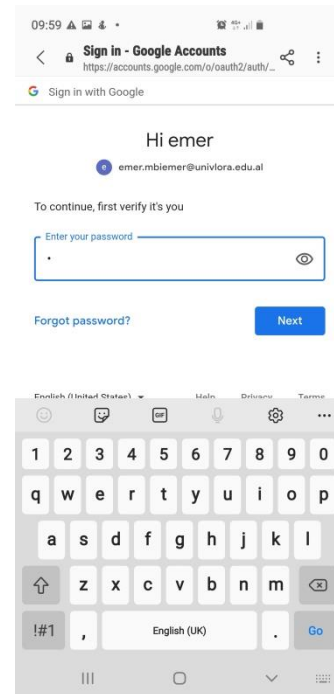 09:59
Sign in - Google Accounts
https://accounts.google.com/o/oauth2/auth/...
Sign in with Google
Hi emer
e emer.mbiemer@univlora.edu.al
To continue, first verify it's you
Enter your password
•
Forgot password?
Next
English (United States) Help Privacy Terms
GIF
1 2 3 4 5 6 7 8 9 0
q w e r t y u i o p
a s d f g h j k l
z x c v b n m
!#1 , English (UK) . Go